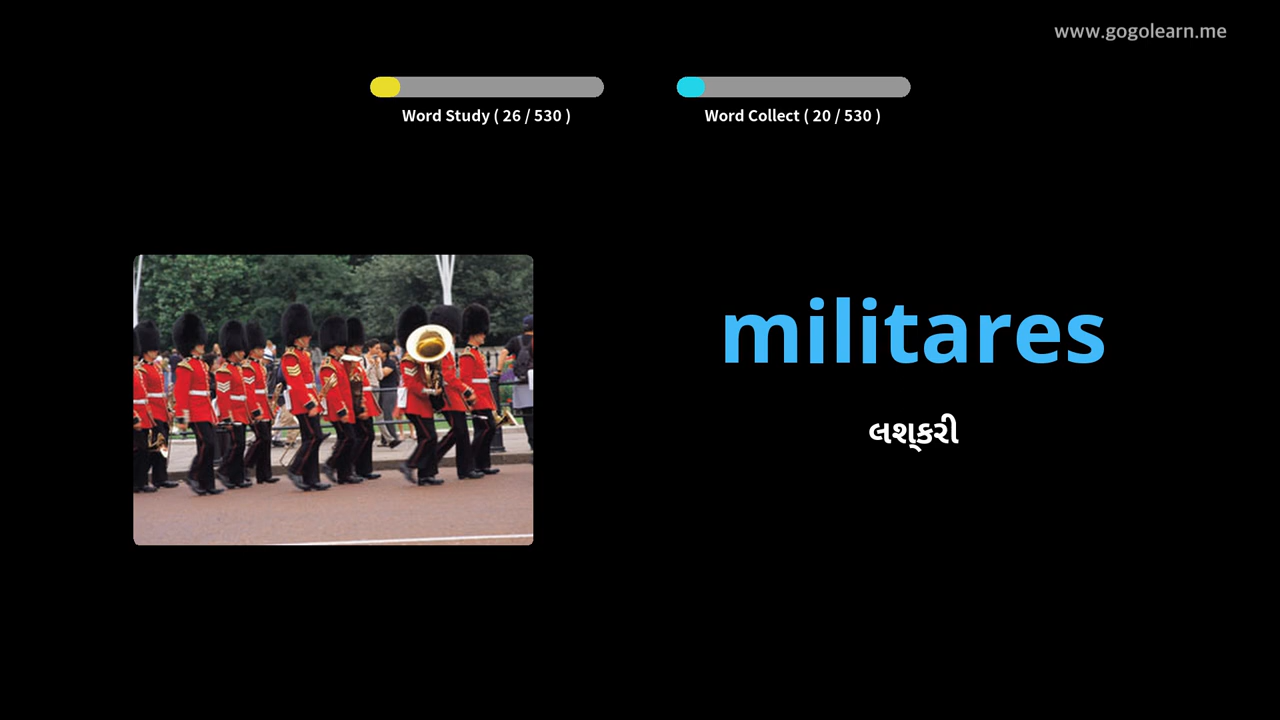 www.gogolearn.me
Word Study ( 26 / 530 )
Word Collect ( 20 / 530 )
militares
લશ્કરી